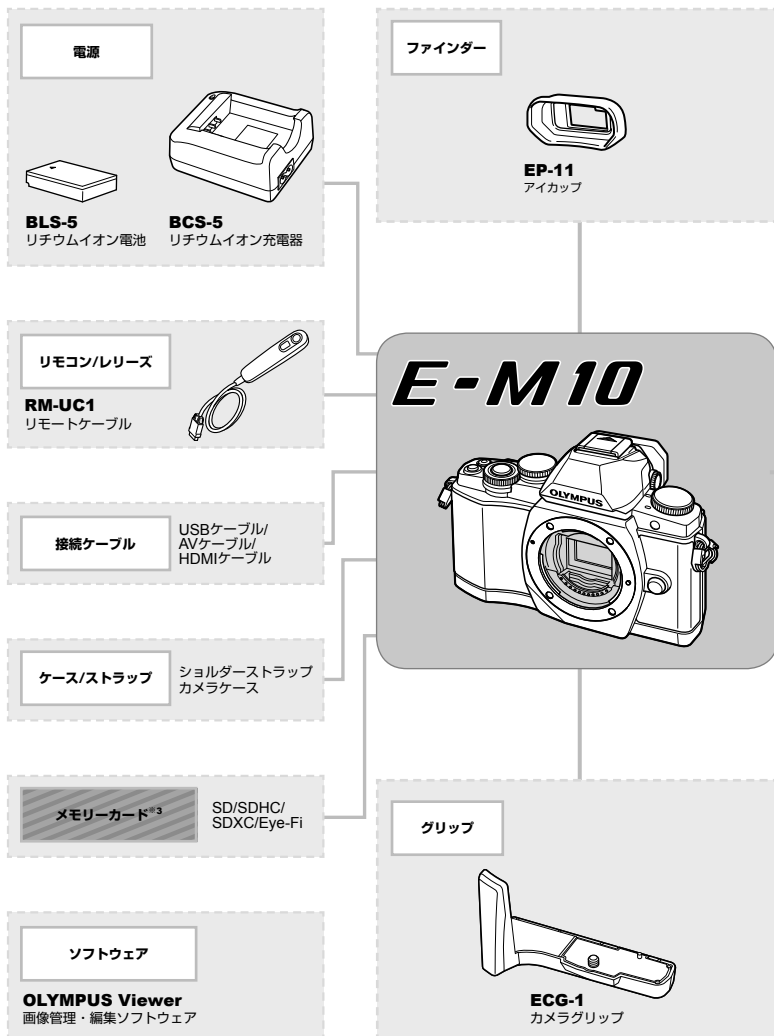 電源
BLS-5
リチウムイオン電池
BCS-5
リチウムイオン充電器
ファインダー
EP-11
アイカップ
リモコン/レリーズ
RM-UC1
リモートケーブル
E-M10
OLYMPUS
接続ケーブル
USBケーブル/
AVケーブル/
HDMIケーブル
ケース/ストラップ
ショルダーストラップ
カメラケース
メモリーカード※3
SD/SDHC/
SDXC/Eye-Fi
グリップ
ECG-1
カメラグリップ
ソフトウェア
OLYMPUS Viewer
画像管理・編集ソフトウェア